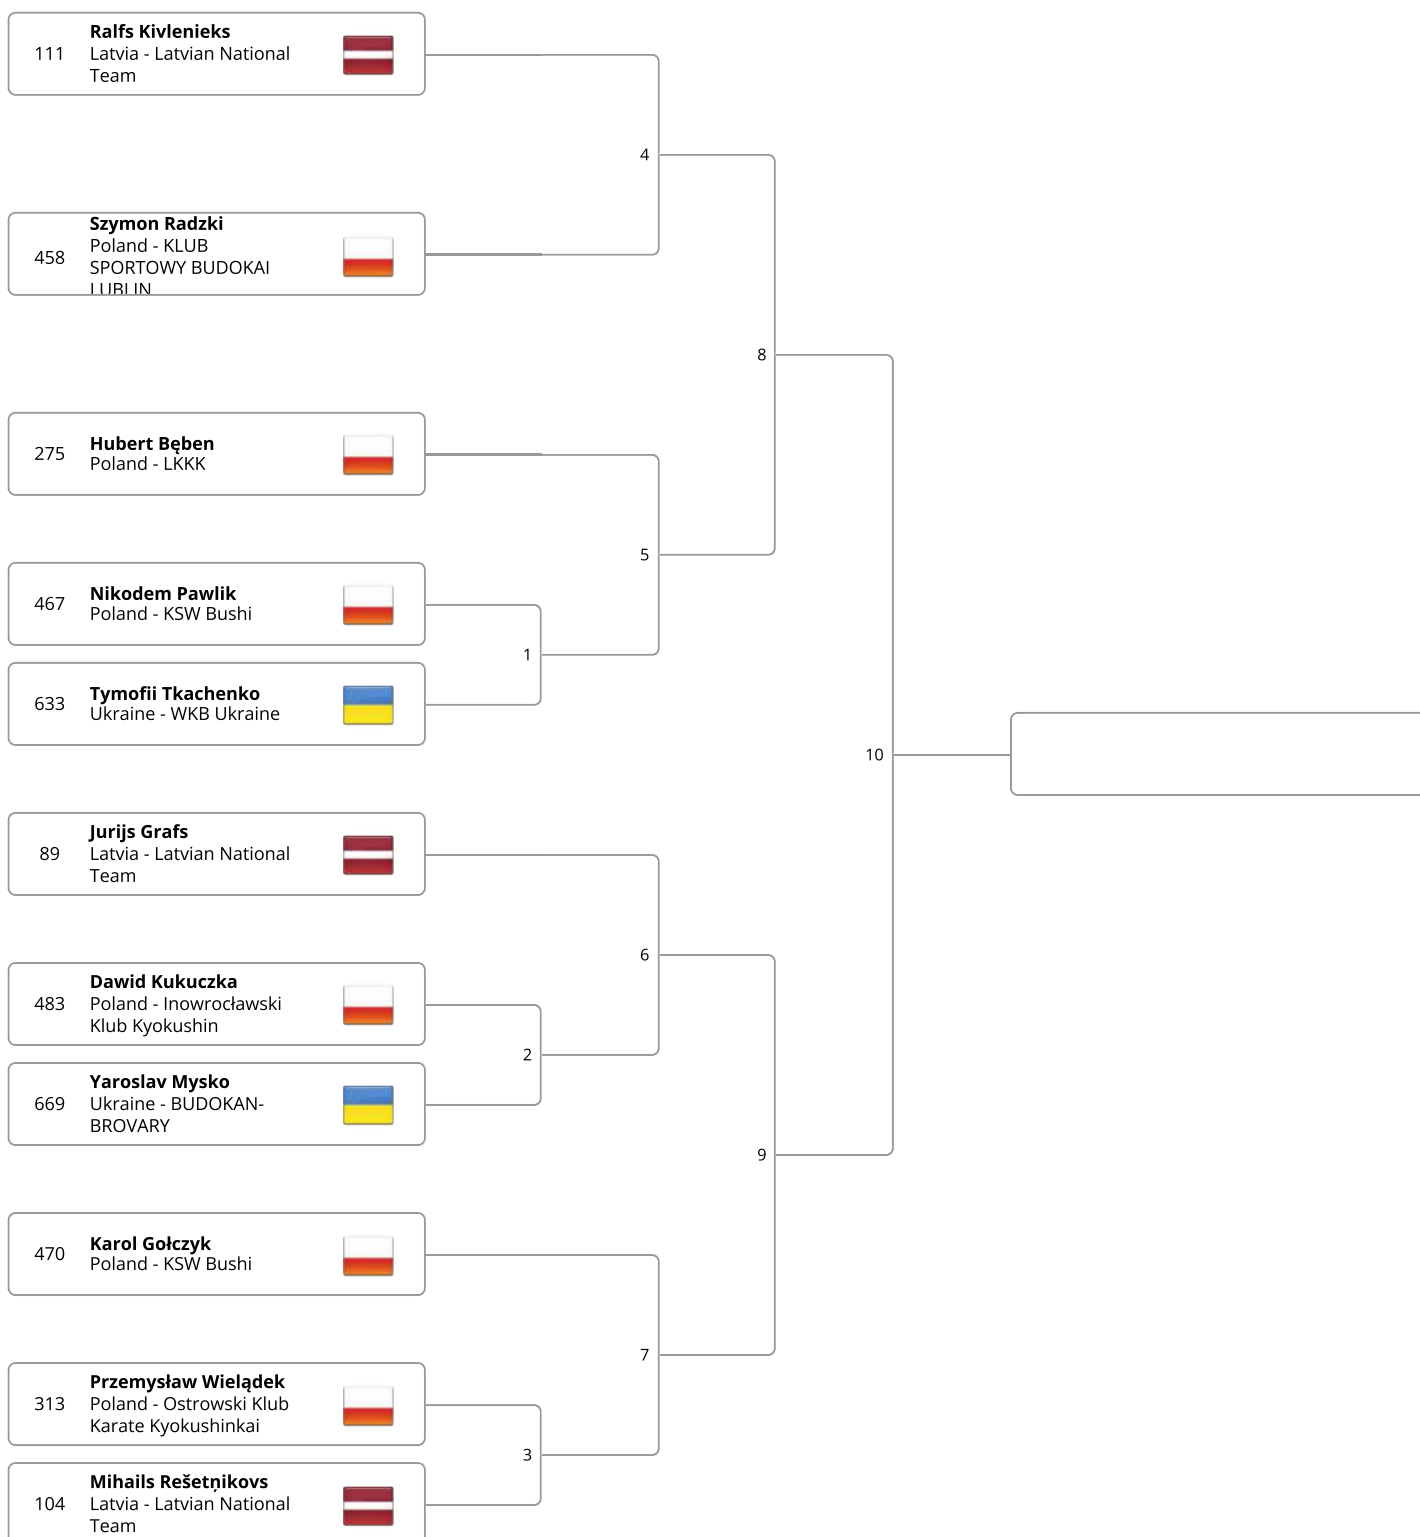 111
Ralfs Kivlenieks
Latvia - Latvian National
Team
4
458
Szymon Radzki
Poland - KLUB
SPORTOWY BUDOKAI
LUBLIN
8
275
Hubert Bęben
Poland - LKKK
5
467
Nikodem Pawlik
Poland - KSW Bushi
1
633
Tymofii Tkachenko
Ukraine - WKB Ukraine
10
89
Jurijs Grafs
Latvia - Latvian National
Team
6
483
Dawid Kukuczka
Poland - Inowrocławski
Klub Kyokushin
2
669
Yaroslav Mysko
Ukraine - BUDOKAN-
BROVARY
9
470
Karol Gołczyk
Poland - KSW Bushi
7
313
Przemysław Wielądek
Poland - Ostrowski Klub
Karate Kyokushinkai
3
104
Mihails Rešetņikovs
Latvia - Latvian National
Team